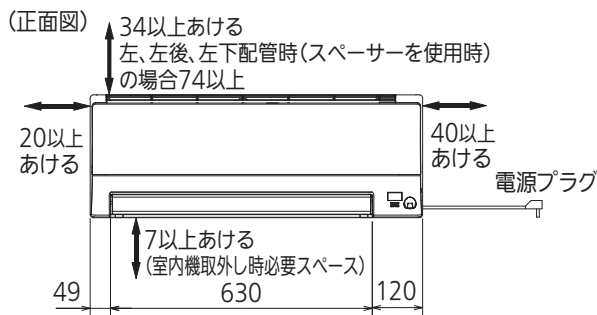 (正面図)
34以上あける
左、左後、左下配管時(スペーサーを使用時)
の場合74以上
20以上
あける
40以上
あける
電源プラグ
7以上あける
(室内機取外し時必要スペース)
49
630
120